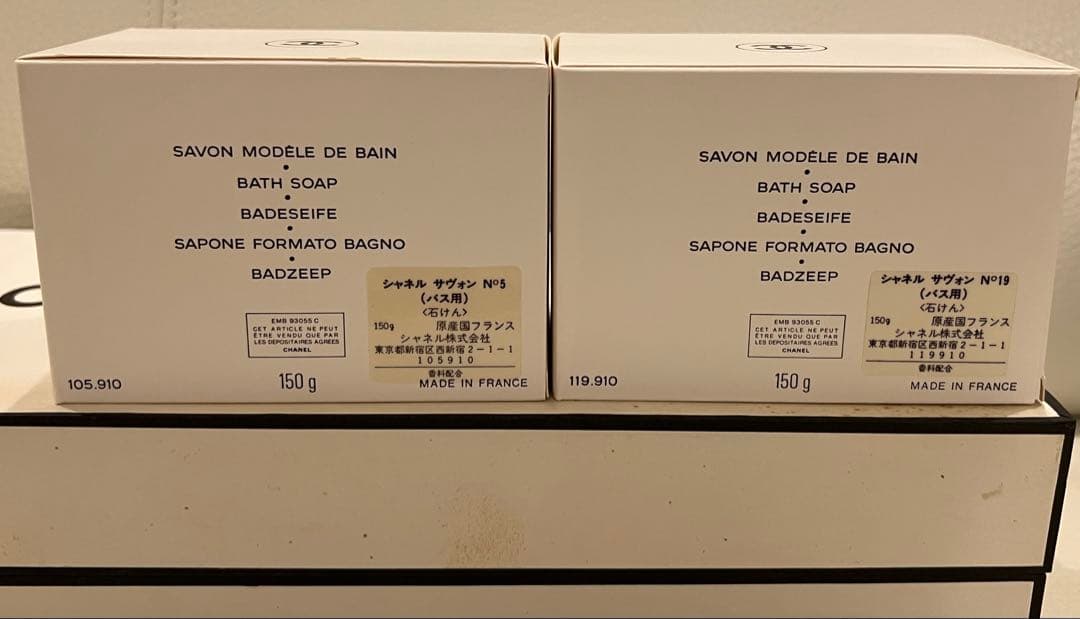 SAVON MODÈLE DE BAIN
•
BATH SOAP
•
BADESEIFE
•
SAPONE FORMATO BAGNO
•
BADZEEP
EMB 93055 C
CET ARTICLE NE PEUT
ÊTRE VENDU QUE PAR
LES DÉPOSITAIRES AGRÉÉS
CHANEL
シャネル サヴォン Nº5
(バス用)
〈石けん〉
150g 原産国フランス
シャネル株式会社
東京都新宿区西新宿2-1-1
105910
香料配合
105.910
150 g
MADE IN FRANCE
SAVON MODÈLE DE BAIN
•
BATH SOAP
•
BADESEIFE
•
SAPONE FORMATO BAGNO
•
BADZEEP
EMB 93055 C
CET ARTICLE NE PEUT
ÊTRE VENDU QUE PAR
LES DÉPOSITAIRES AGRÉÉS
CHANEL
シャネル サヴォン Nº19
(バス用)
〈石けん〉
150g 原産国フランス
シャネル株式会社
東京都新宿区西新宿2-1-1
119910
香料配合
119.910
150 g
MADE IN FRANCE